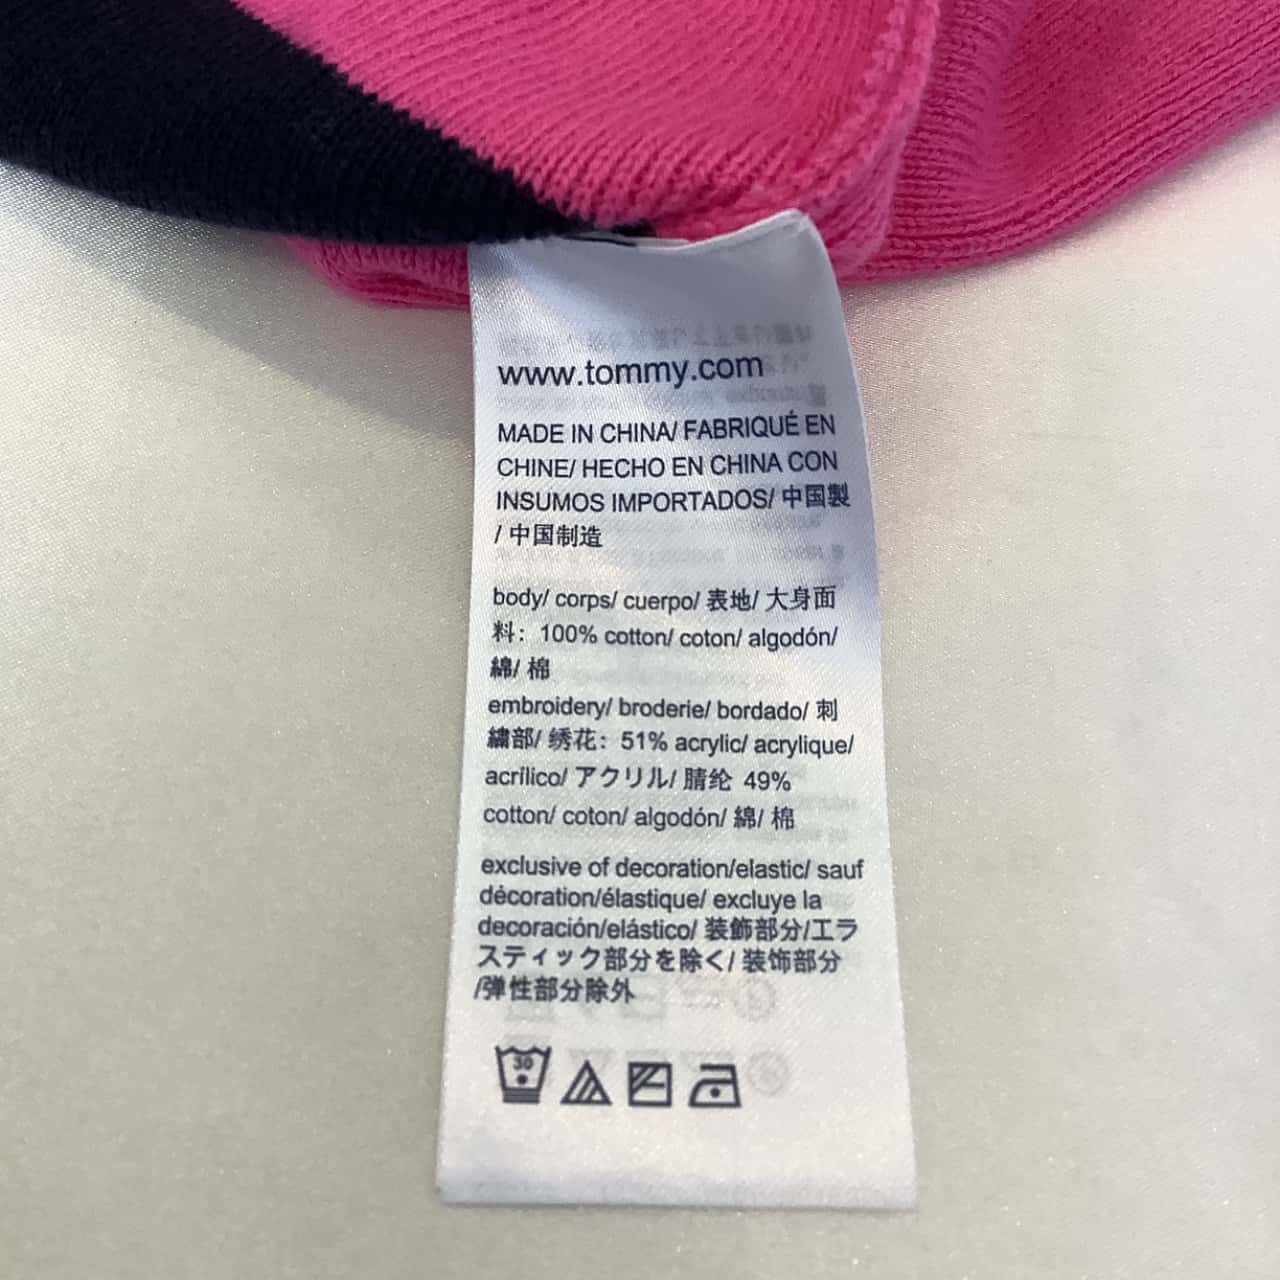 www.tommy.com
MADE IN CHINA/ FABRIQUÉ EN
CHINE/ HECHO EN CHINA CON
INSUMOS IMPORTADOS/ 中国製
/ 中国制造
body/ corps/ cuerpo/ 表地/ 大身面
料：100% cotton/ coton/ algodón/
綿/ 棉
embroidery/ broderie/ bordado/ 刺
繍部/ 绣花：51% acrylic/ acrylique/
acrílico/ アクリル/ 腈纶 49%
cotton/ coton/ algodón/ 綿/ 棉
exclusive of decoration/elastic/ sauf
dècoration/élastique/ excluye la
decoración/elástico/ 装飾部分/エラ
スティック部分を除く/ 装饰部分
/弹性部分除外
30